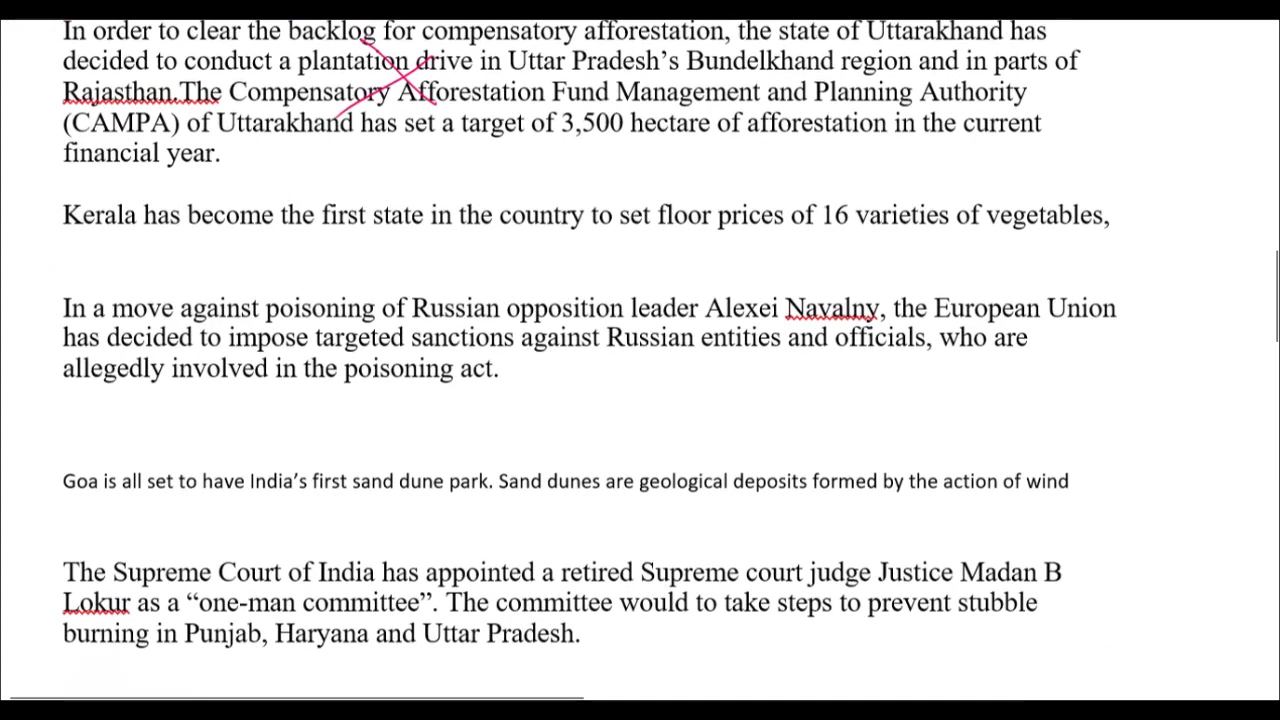 In order to clear the backlog for compensatory afforestation, the state of Uttarakhand has
decided to conduct a plantation drive in Uttar Pradesh’s Bundelkhand region and in parts of
Rajasthan.The Compensatory Afforestation Fund Management and Planning Authority
(CAMPA) of Uttarakhand has set a target of 3,500 hectare of afforestation in the current
financial year.
Kerala has become the first state in the country to set floor prices of 16 varieties of vegetables,
In a move against poisoning of Russian opposition leader Alexei Navalny, the European Union
has decided to impose targeted sanctions against Russian entities and officials, who are
allegedly involved in the poisoning act.
Goa is all set to have India’s first sand dune park. Sand dunes are geological deposits formed by the action of wind
The Supreme Court of India has appointed a retired Supreme court judge Justice Madan B
Lokur as a “one-man committee”. The committee would to take steps to prevent stubble
burning in Punjab, Haryana and Uttar Pradesh.